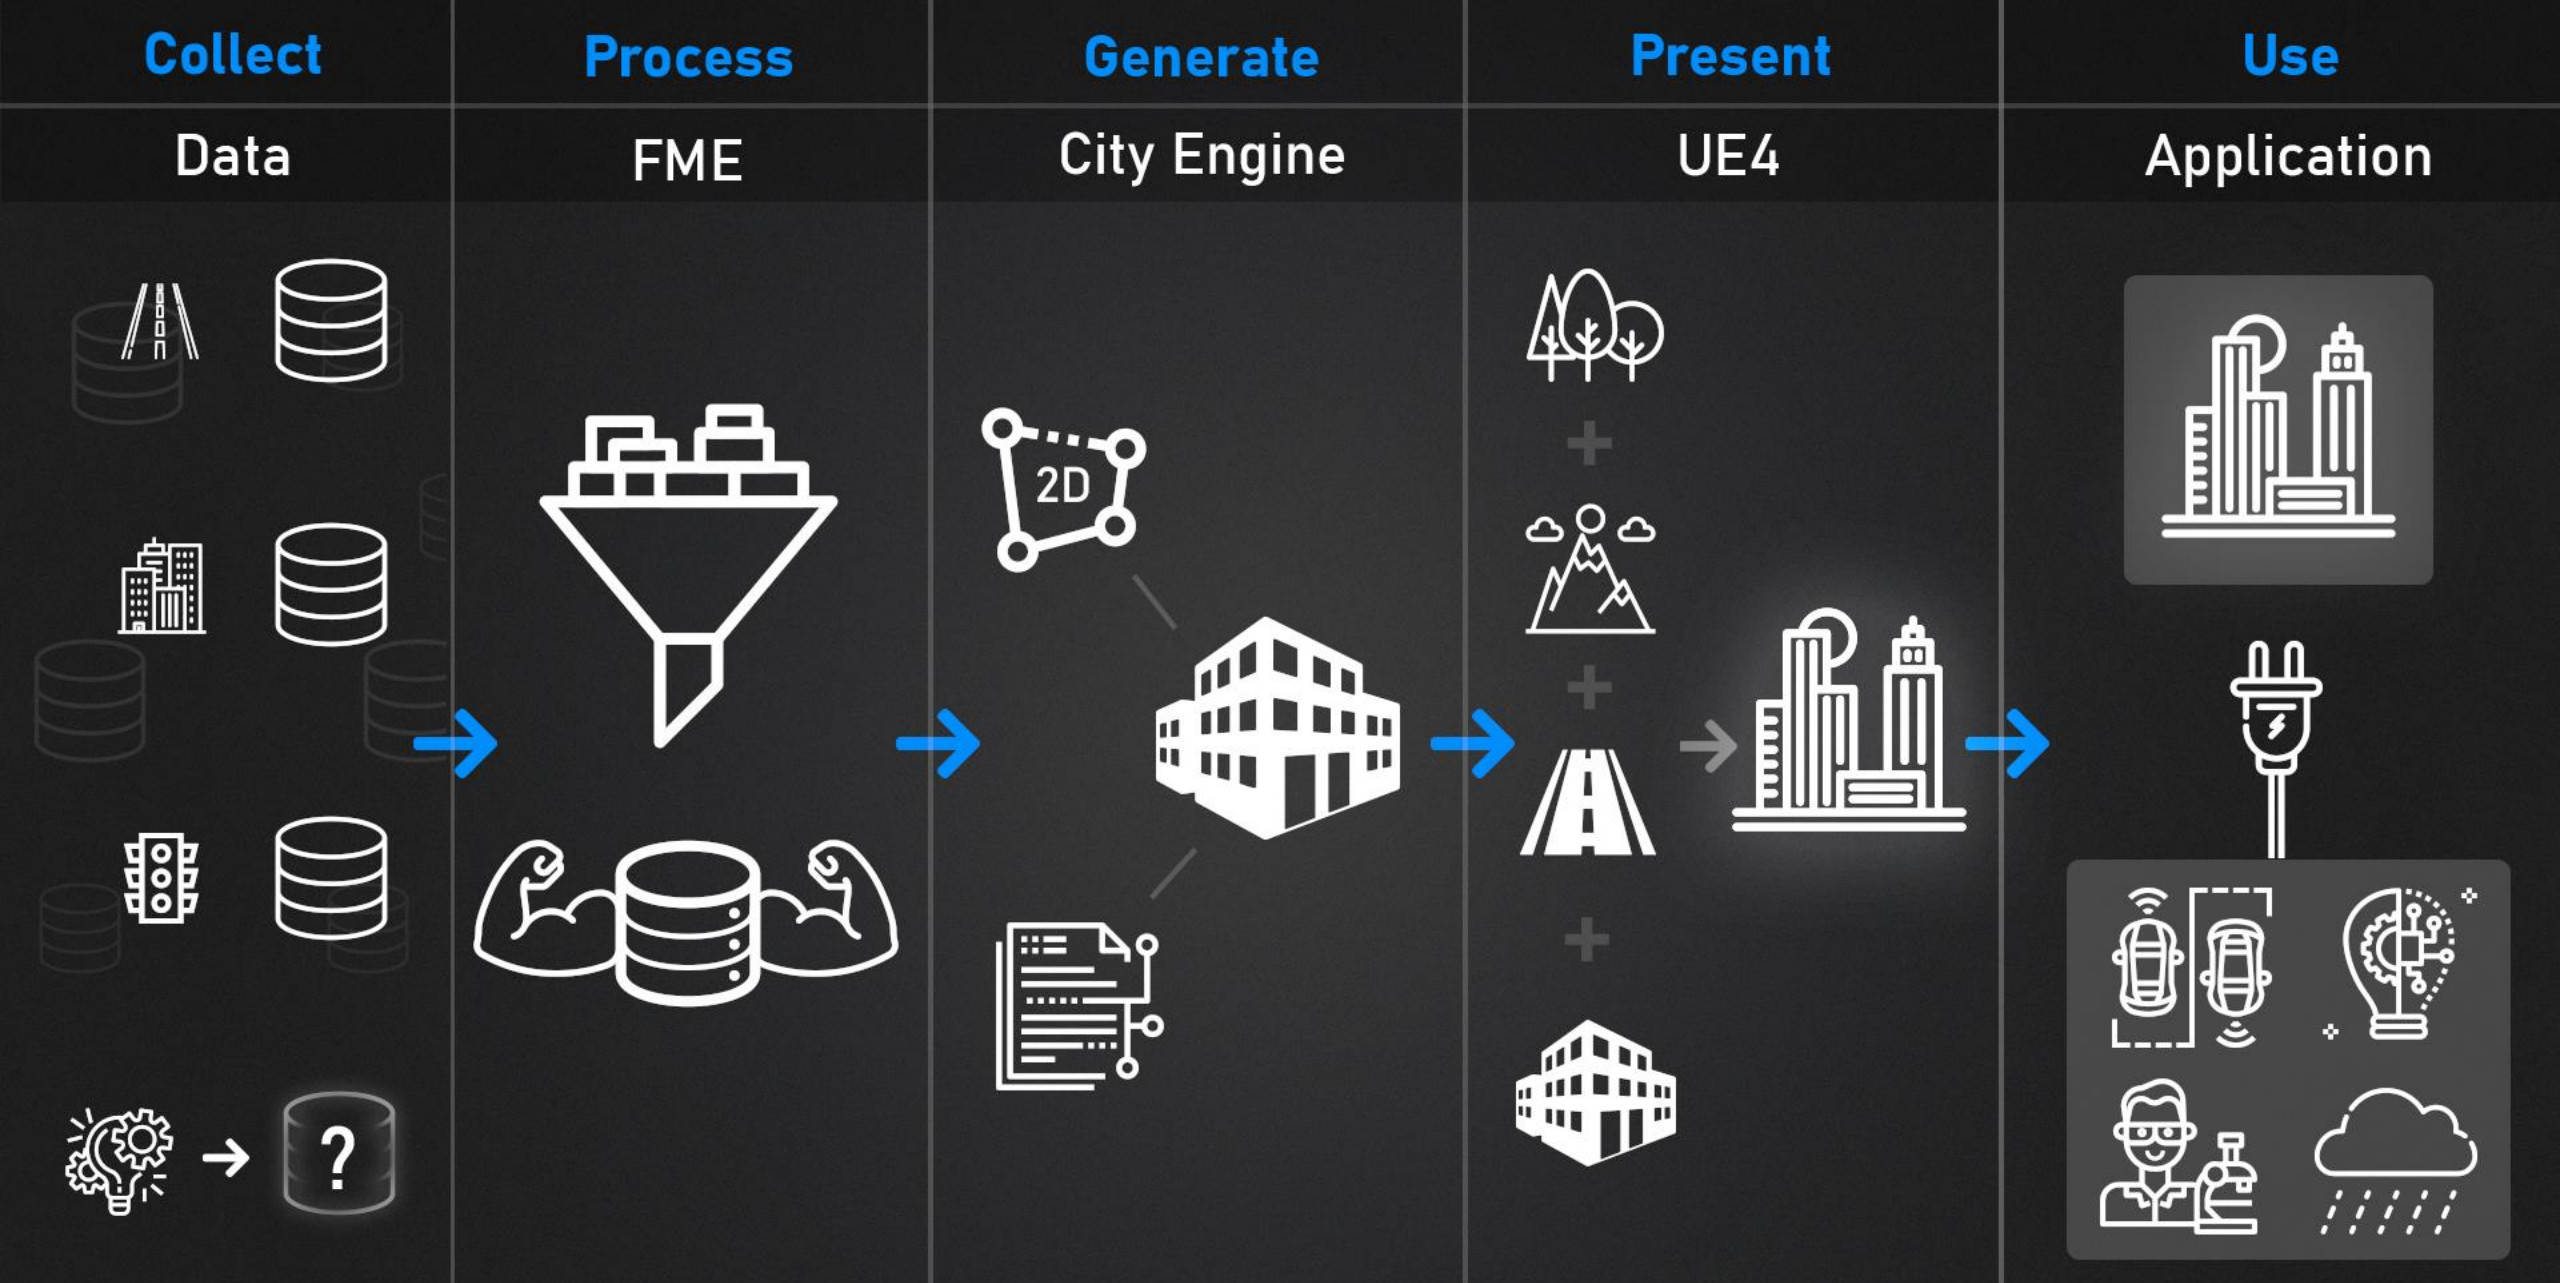 Collect
Process
Generate
Present
Use
Data
FME
City Engine
UE4
Application
2D
?